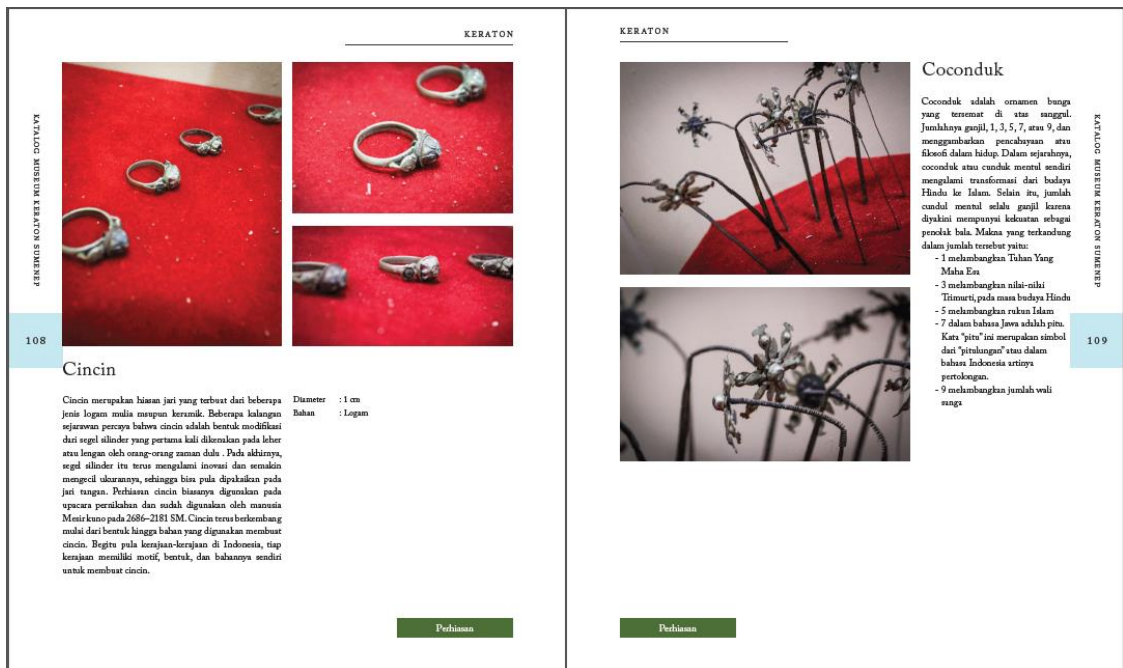 KERATON
KATALOG MUSEUM KERATON SUMENEP
108
Cincin
Cincin merupakan hiasan jari yang terbuat dari beberapa
jenis logam mulia maupun keramik. Beberapa kalangan
sejarawan percaya bahwa cincin adalah bentuk modifikasi
dari segel silinder yang pertama kali dikenakan pada leher
atau lengan oleh orang-orang zaman dulu . Pada akhirnya,
segel silinder itu terus mengalami inovasi dan semakin
mengecil ukurannya, sehingga bisa pula dipakaikan pada
jari tangan. Perhiasan cincin biasanya digunakan pada
upacara pernikahan dan sudah digunakan oleh manusia
Mesir kuno pada 2686–2181 SM. Cincin terus berkembang
mulai dari bentuk hingga bahan yang digunakan membuat
cincin. Begitu pula kerajaan-kerajaan di Indonesia, tiap
kerajaan memiliki motif, bentuk, dan bahannya sendiri
untuk membuat cincin.
Diameter : 1 cm
Bahan : Logam
Perhiasan
KERATON
Coconduk
Coconduk adalah ornamen bunga
yang tersemat di atas sanggul.
Jumlahnya ganjil, 1, 3, 5, 7, atau 9, dan
menggambarkan pencahayaan atau
filosofi dalam hidup. Dalam sejarahnya,
coconduk atau cunduk mentul sendiri
mengalami transformasi dari budaya
Hindu ke Islam. Selain itu, jumlah
cundul mentul selalu ganjil karena
diyakini mempunyai kekuatan sebagai
penolak bala. Makna yang terkandung
dalam jumlah tersebut yaitu:
- 1 melambangkan Tuhan Yang
Maha Esa
- 3 melambangkan nilai-nilai
Trimurti, pada masa budaya Hindu
- 5 melambangkan rukun Islam
- 7 dalam bahasa Jawa adalah pitu.
Kata "pitu" ini merupakan simbol
dari "pitulungan" atau dalam
bahasa Indonesia artinya
pertolongan.
- 9 melambangkan jumlah wali
sanga
KATALOG MUSEUM KERATON SUMENEP
109
Perhiasan